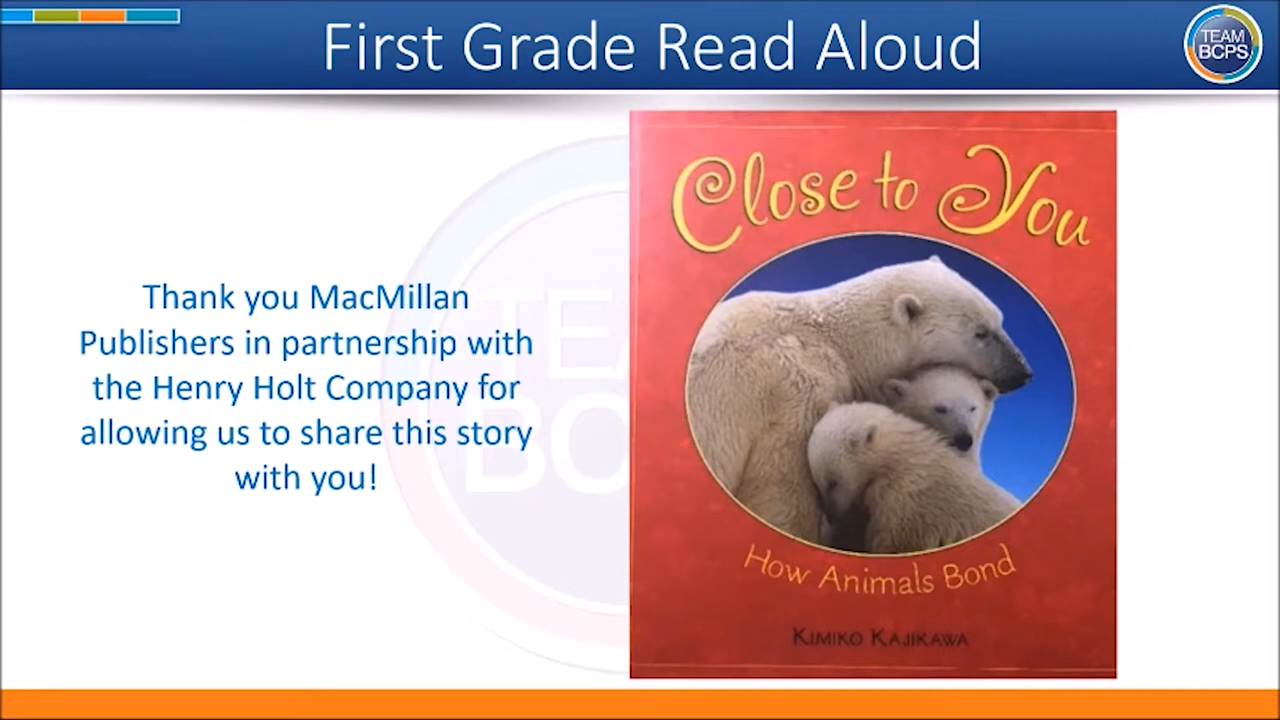 First Grade Read Aloud
TEAM
BCPS
Close to You
Thank you MacMillan
Publishers in partnership with
the Henry Holt Company for
allowing us to share this story
with you!
How Animals Bond
KIMIKO KAJIKAWA